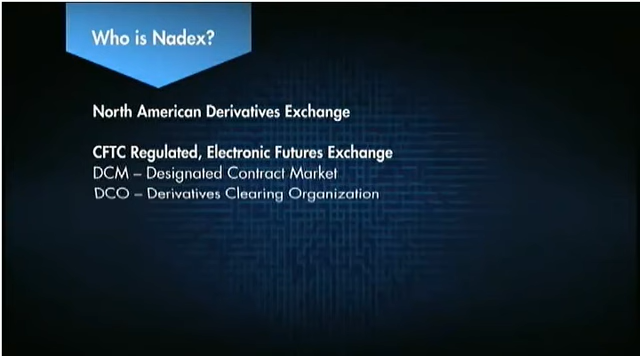 Who is Nadex?
North American Derivatives Exchange
CFTC Regulated, Electronic Futures Exchange
DCM – Designated Contract Market
DCO – Derivatives Clearing Organization